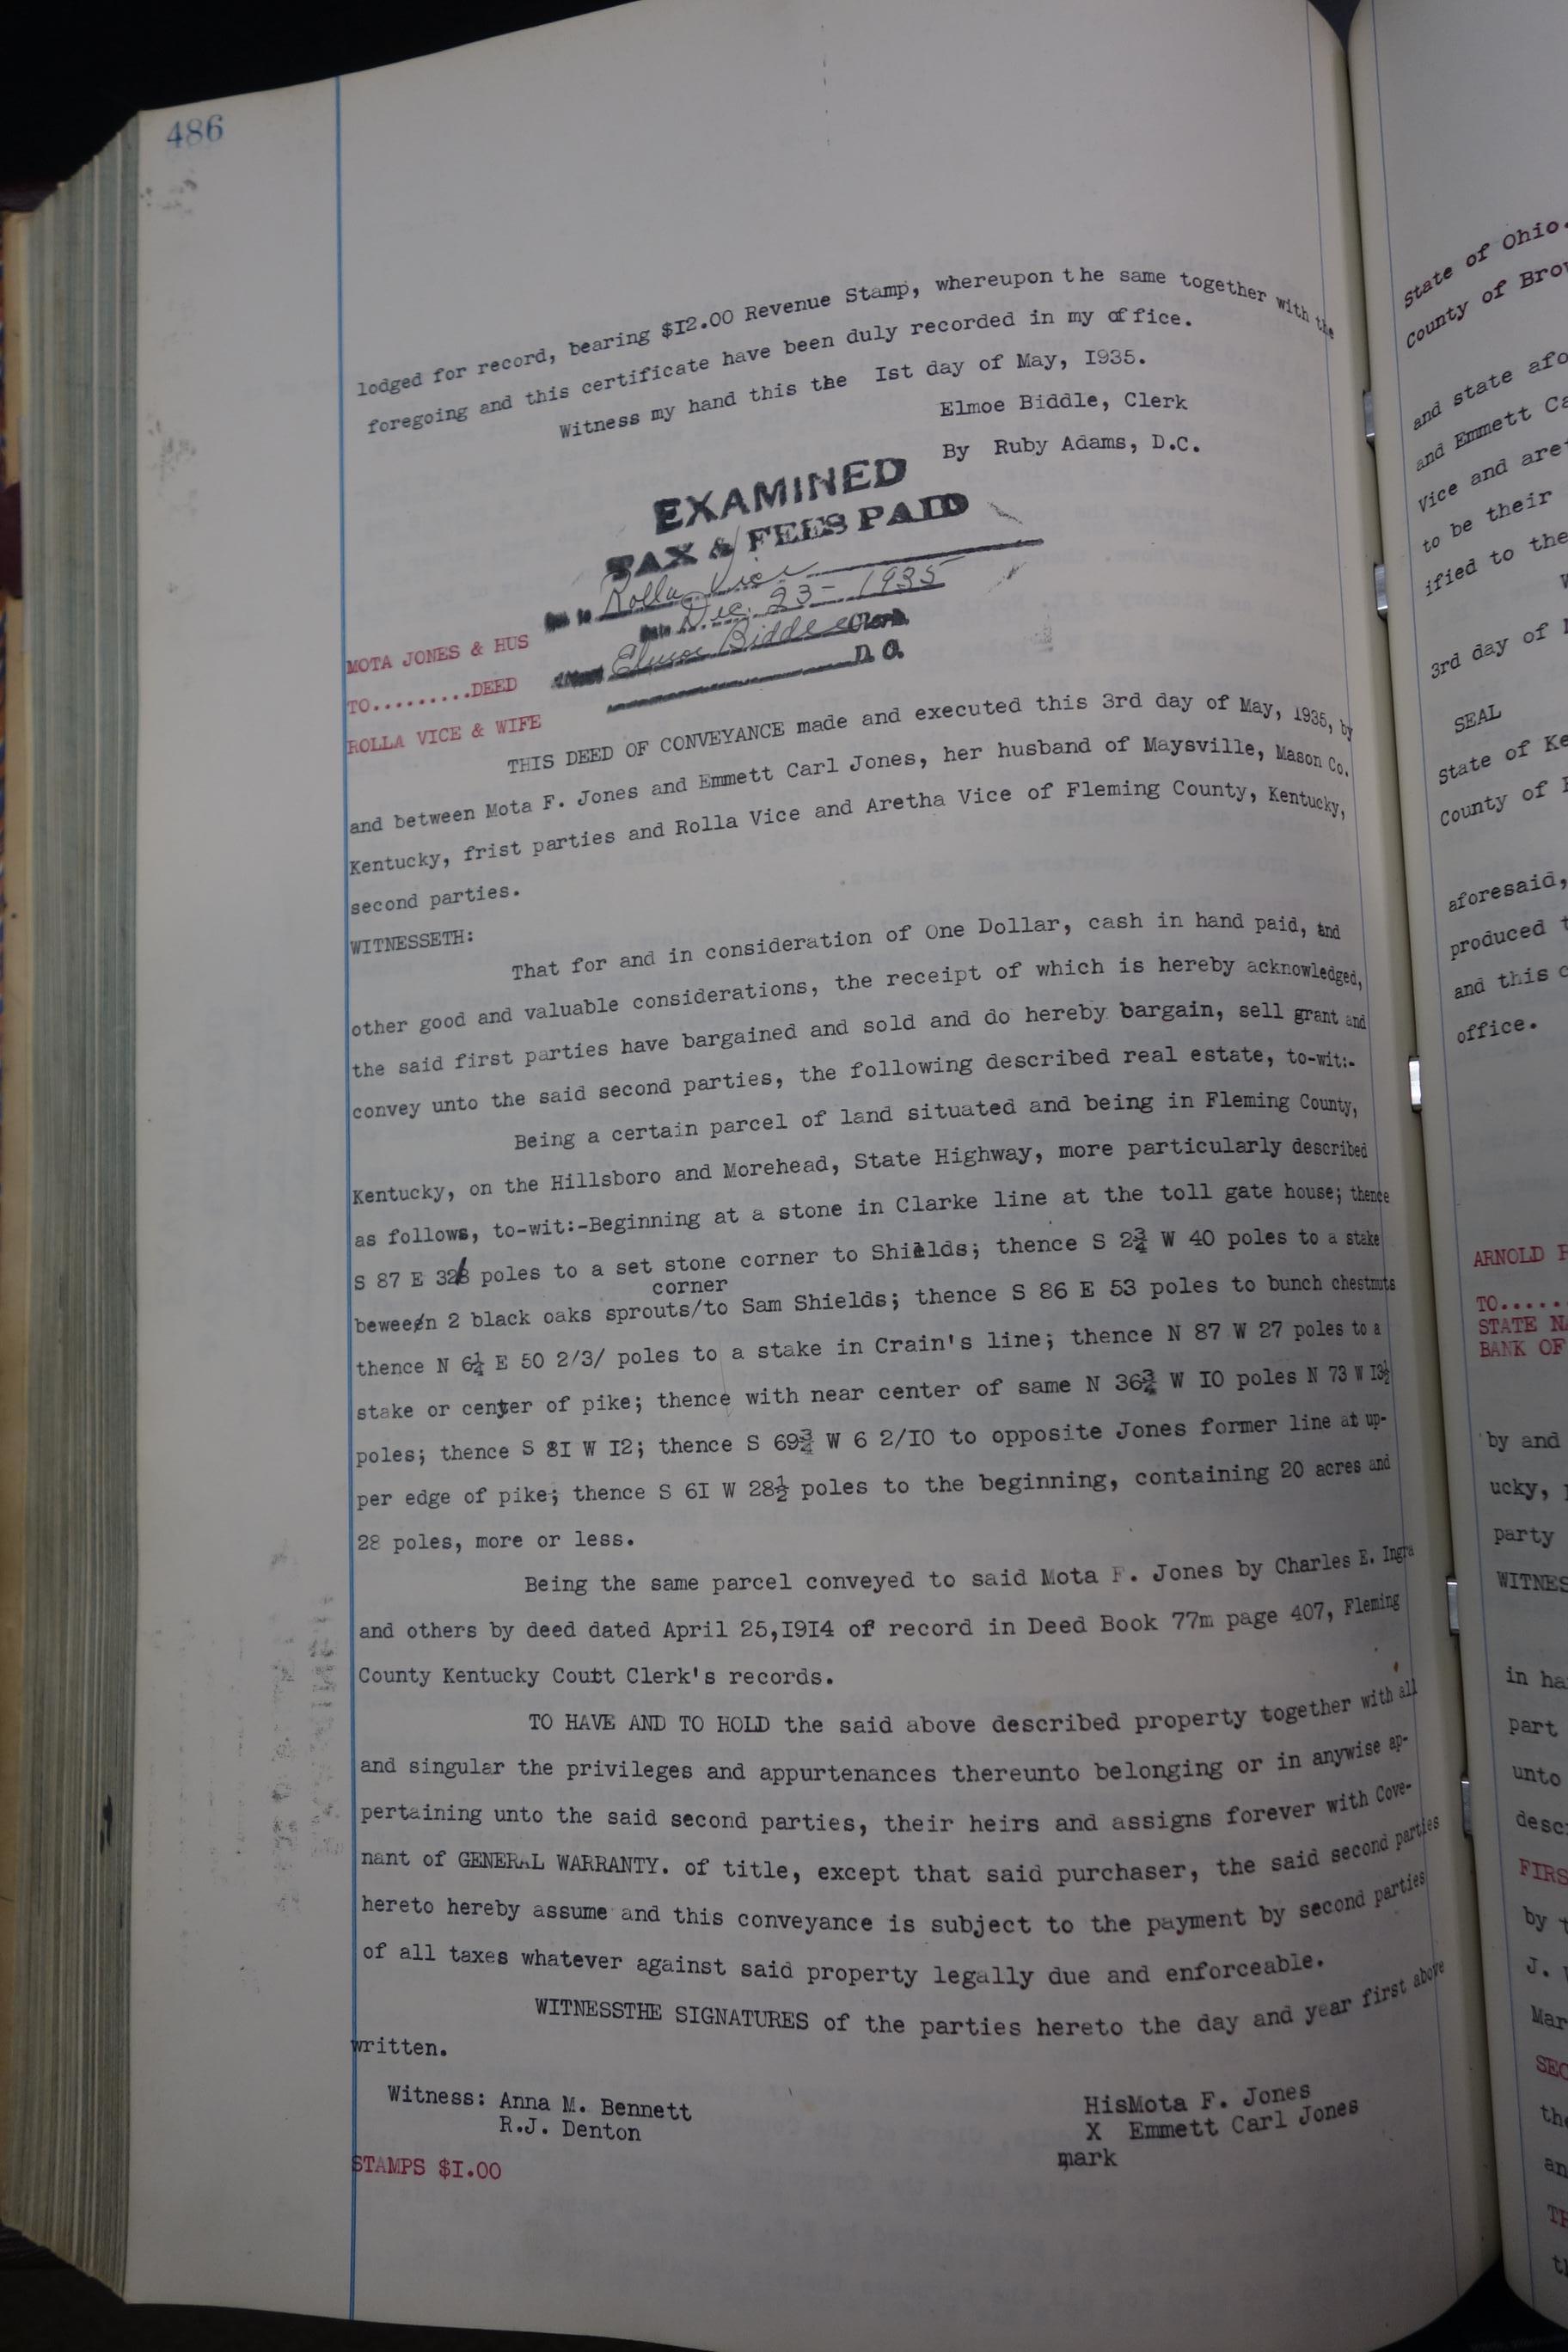 486
lodged for record, bearing $I2.00 Revenue Stamp, whereupon t he same together with the
foregoing and this certificate have been duly recorded in my office.
Witness my hand this the Ist day of May, I935.
Elmoe Biddle, Clerk
By Ruby Adams, D.C.
EXAMINED
TAX & FEES PAID
to Rolla Vice
Date Dec. 23- 1935
Elmoe Biddle Clerk
D. C.
MOTA JONES & HUS
TO.........DEED
ROLLA VICE & WIFE
THIS DEED OF CONVEYANCE made and executed this 3rd day of May, 1935, by
and between Mota F. Jones and Emmett Carl Jones, her husband of Maysville, Mason Co.
Kentucky, frist parties and Rolla Vice and Aretha Vice of Fleming County, Kentucky,
second parties.
WITNESSETH:
That for and in consideration of One Dollar, cash in hand paid, and
other good and valuable considerations, the receipt of which is hereby acknowledged,
the said first parties have bargained and sold and do hereby bargain, sell grant and
convey unto the said second parties, the following described real estate, to-wit:-
Being a certain parcel of land situated and being in Fleming County,
Kentucky, on the Hillsboro and Morehead, State Highway, more particularly described
as follows, to-wit:-Beginning at a stone in Clarke line at the toll gate house; thence
S 87 E poles to a set stone corner to Shields; thence S 2¾ W 40 poles to a stake
corner
beween 2 black oaks sprouts/to Sam Shields; thence S 86 E 53 poles to bunch chestnuts
thence N 6¼ E 50 2/3/ poles to a stake in Crain's line; thence N 87 W 27 poles to a
stake or center of pike; thence with near center of same N 36¾ W IO poles N 73 W I3½
poles; thence S 8I W I2; thence S 69¾ W 6 2/IO to opposite Jones former line at up-
per edge of pike; thence S 6I W 28½ poles to the beginning, containing 20 acres and
28 poles, more or less.
Being the same parcel conveyed to said Mota F. Jones by Charles E. Ingra
and others by deed dated April 25,I9I4 of record in Deed Book 77m page 407, Fleming
County Kentucky Coutt Clerk's records.
TO HAVE AND TO HOLD the said above described property together with all
and singular the privileges and appurtenances thereunto belonging or in anywise ap-
pertaining unto the said second parties, their heirs and assigns forever with Cove-
nant of GENERAL WARRANTY. of title, except that said purchaser, the said second parties
hereto hereby assume and this conveyance is subject to the payment by second parties
of all taxes whatever against said property legally due and enforceable.
WITNESSTHE SIGNATURES of the parties hereto the day and year first above
written.
Witness: Anna M. Bennett
R.J. Denton
HisMota F. Jones
X Emmett Carl Jones
mark
STAMPS $I.00
State of Ohio.
County of Brow
and state afo
and Emmett Ca
Vice and aret
to be their
ified to the
3rd day of
SEAL
State of Ke
County of
aforesaid,
produced t
and this c
office.
ARNOLD
TO.....
STATE NA
BANK OF
by and
ucky,
party
WITNES
in ha
part
unto
desc
FIRS
by t
J.
Mar
SEC
the
an
TH